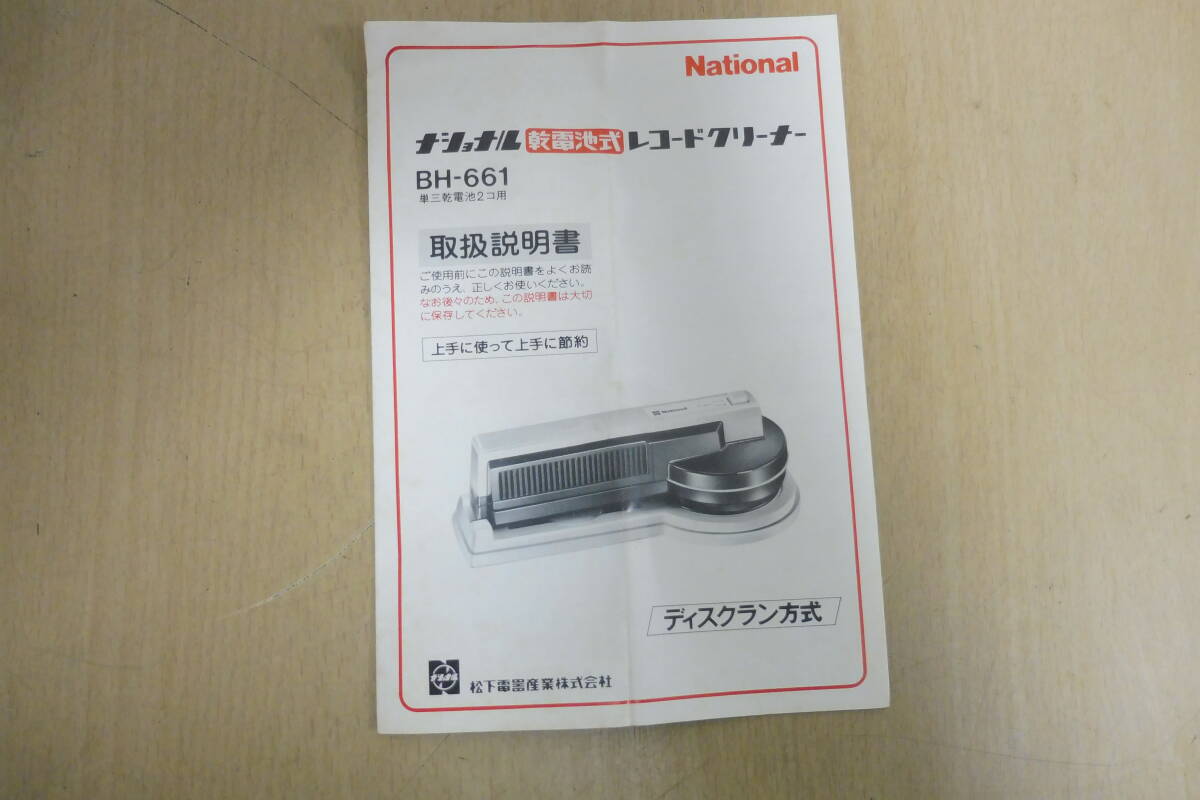 National
ナショナル 乾電池式 レコードクリーナー
BH-661
単三乾電池2コ用
取扱説明書
ご使用前にこの説明書をよくお読
みのうえ、正しくお使いください。
なお後々のため、この説明書は大切
に保存してください。
上手に使って上手に節約
National
ディスクラン方式
ナショナル
松下電器産業株式会社